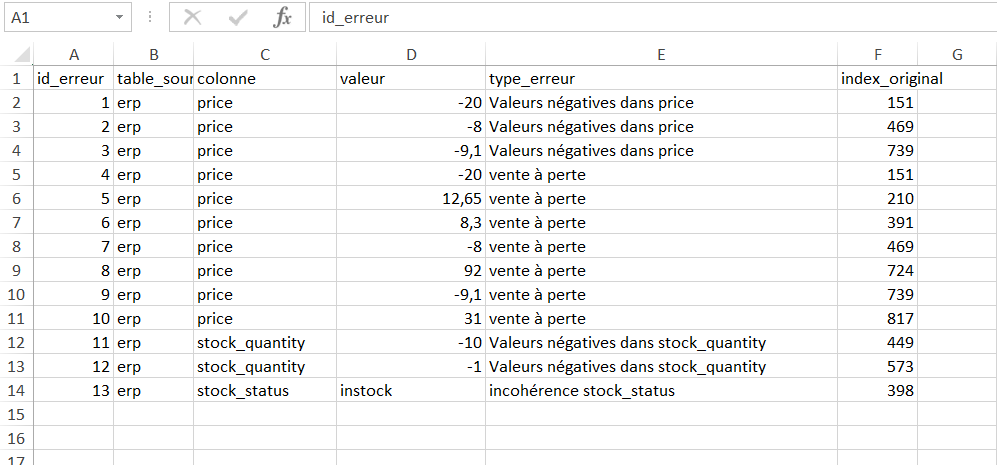 A1 fx id_erreur
A B C D E F G
1 id_erreur table_sour colonne valeur type_erreur index_original
2 1 erp price -20 Valeurs négatives dans price 151
3 2 erp price -8 Valeurs négatives dans price 469
4 3 erp price -9,1 Valeurs négatives dans price 739
5 4 erp price -20 vente à perte 151
6 5 erp price 12,65 vente à perte 210
7 6 erp price 8,3 vente à perte 391
8 7 erp price -8 vente à perte 469
9 8 erp price 92 vente à perte 724
10 9 erp price -9,1 vente à perte 739
11 10 erp price 31 vente à perte 817
12 11 erp stock_quantity -10 Valeurs négatives dans stock_quantity 449
13 12 erp stock_quantity -1 Valeurs négatives dans stock_quantity 573
14 13 erp stock_status instock incohérence stock_status 398
15
16
17